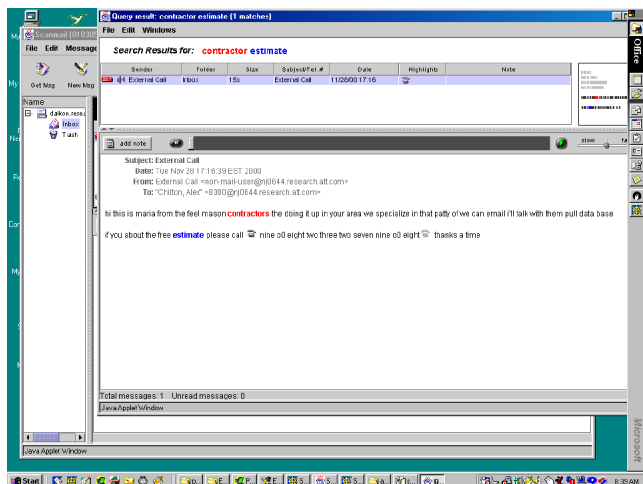 Query result: contractor estimate (1 matches)
Scanmail [010305
File Edit Windows
File Edit Message
Search Results for: contractor estimate
Sender Folder Size Subject/Tel # Date Highlights Note
External Call Inbox 15s External Call 11/28/00 17:16
Get Msg New Msg
Name
daikon.resea
Inbox
Trash
add note
slow
Subject: External Call
Date: Tue Nov 28 17:16:39 EST 2000
From: External Call <non-mail-user@nj0644.research.att.com>
To: "Chilton, Alex" <8380@nj0644.research.att.com>
hi this is maria from the feel mason contractors the doing it up in your area we specialize in that patty of we can email i'll talk with them pull data base
if you about the free estimate please call nine o0 eight two three two seven nine o0 eight thanks a time
Total messages: 1 Unread messages: 0
Java Applet Window
Java Applet Window
Office
Microsoft
Start
8:39 AM